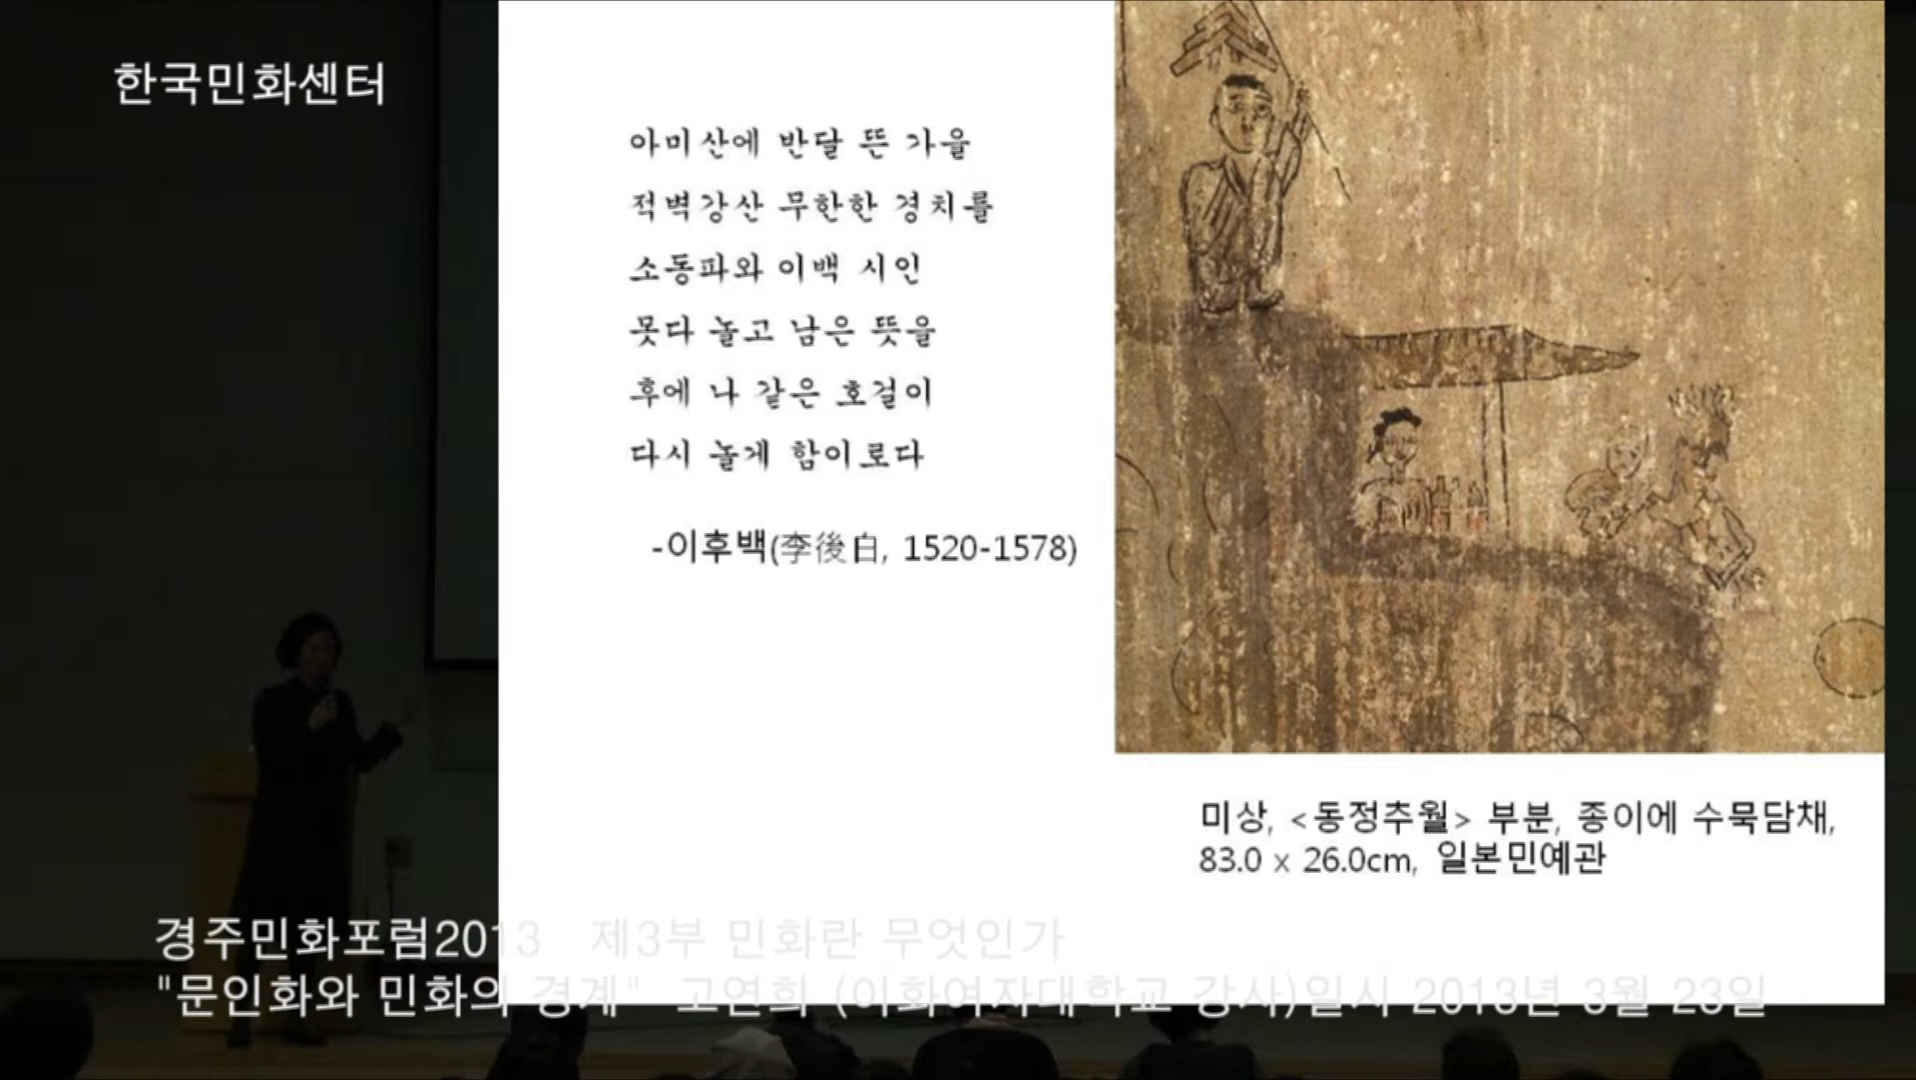 한국민화센터
아미산에 반달 뜬 가을
적벽강산 무한한 경치를
소동파와 이백 시인
못다 놀고 남은 뜻을
후에 나 같은 호걸이
다시 놀게 함이로다
-이후백(李後白, 1520-1578)
미상, <동정추월> 부분, 종이에 수묵담채,
83.0 x 26.0cm, 일본민예관
경주민화포럼2013 제3부 민화란 무엇인가
"문인화와 민화의 경계" 고연희 (이화여자대학교 강사)일시 2013년 3월 23일